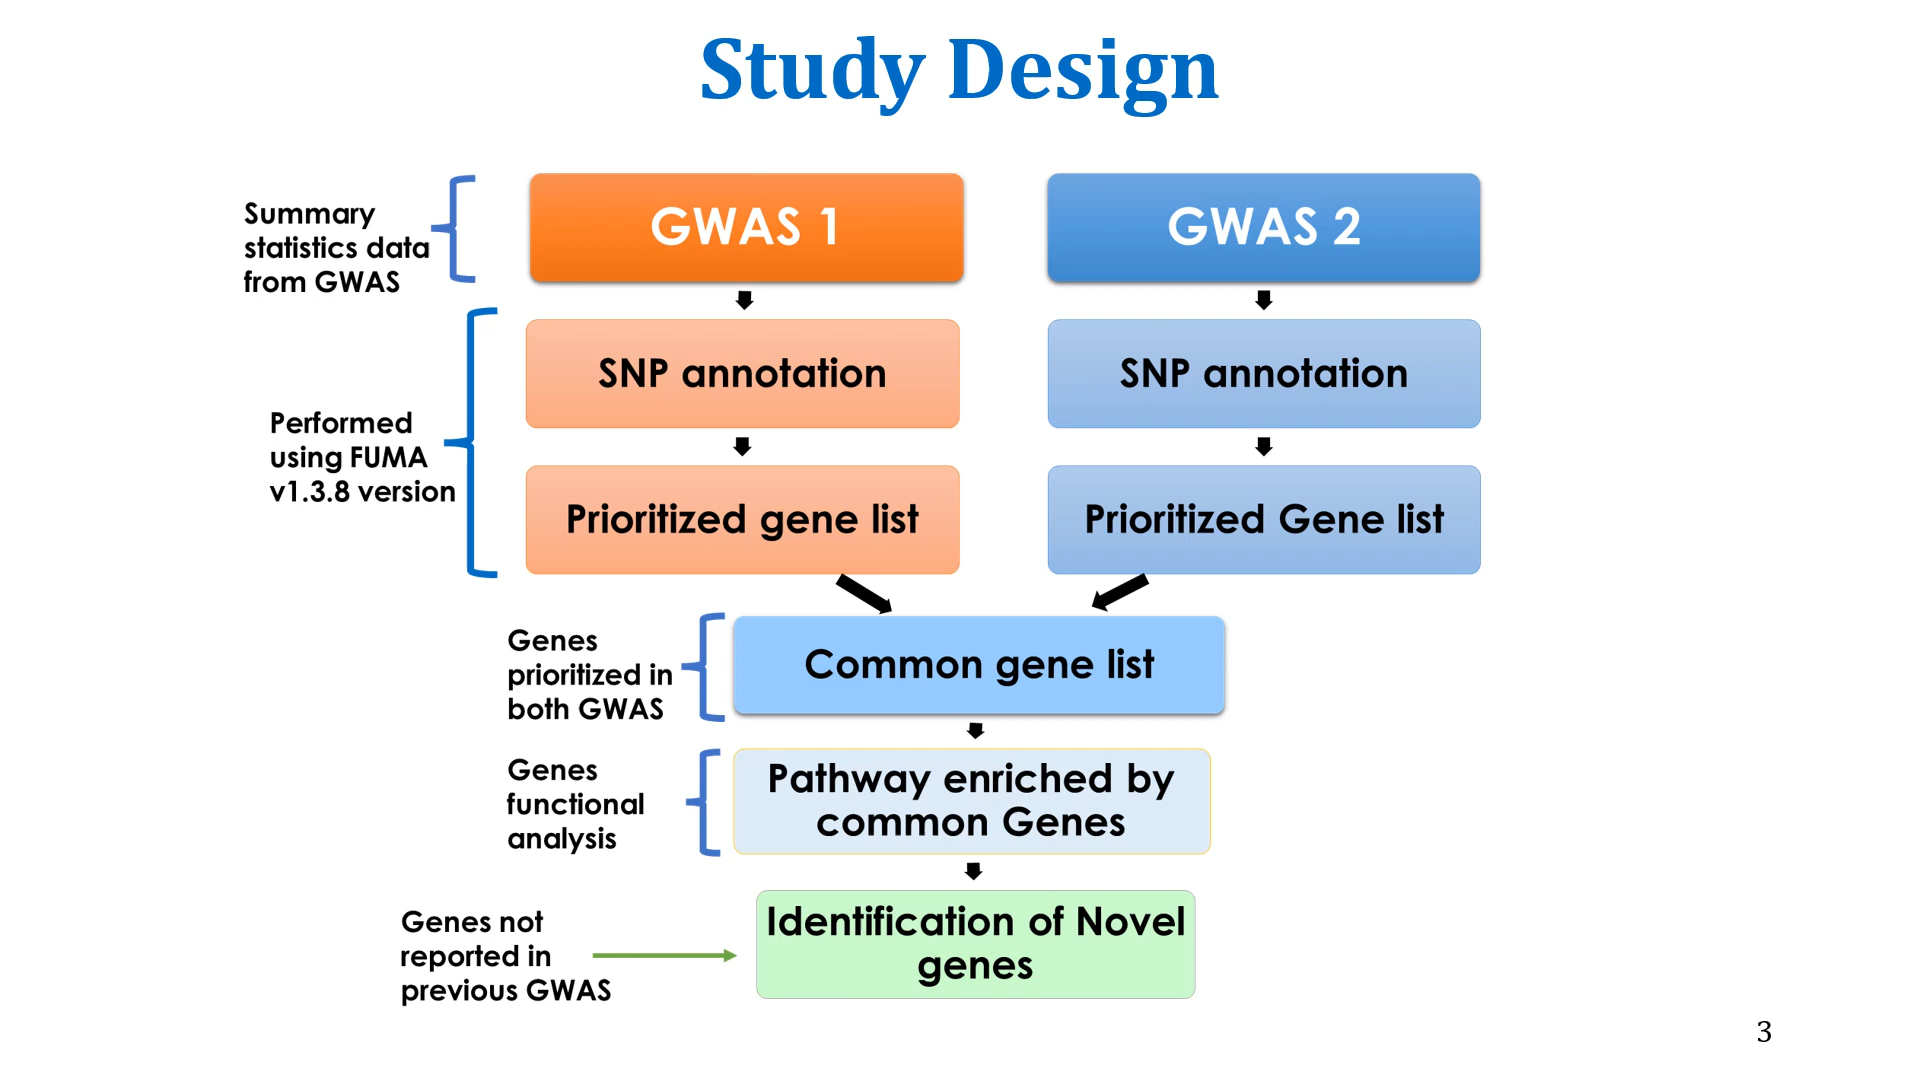 Study Design
Summary
statistics data
from GWAS
GWAS 1
GWAS 2
SNP annotation
SNP annotation
Performed
using FUMA
v1.3.8 version
Prioritized gene list
Prioritized Gene list
Genes
prioritized in
both GWAS
Common gene list
Genes
functional
analysis
Pathway enriched by
common Genes
Genes not
reported in
previous GWAS
Identification of Novel
genes
3